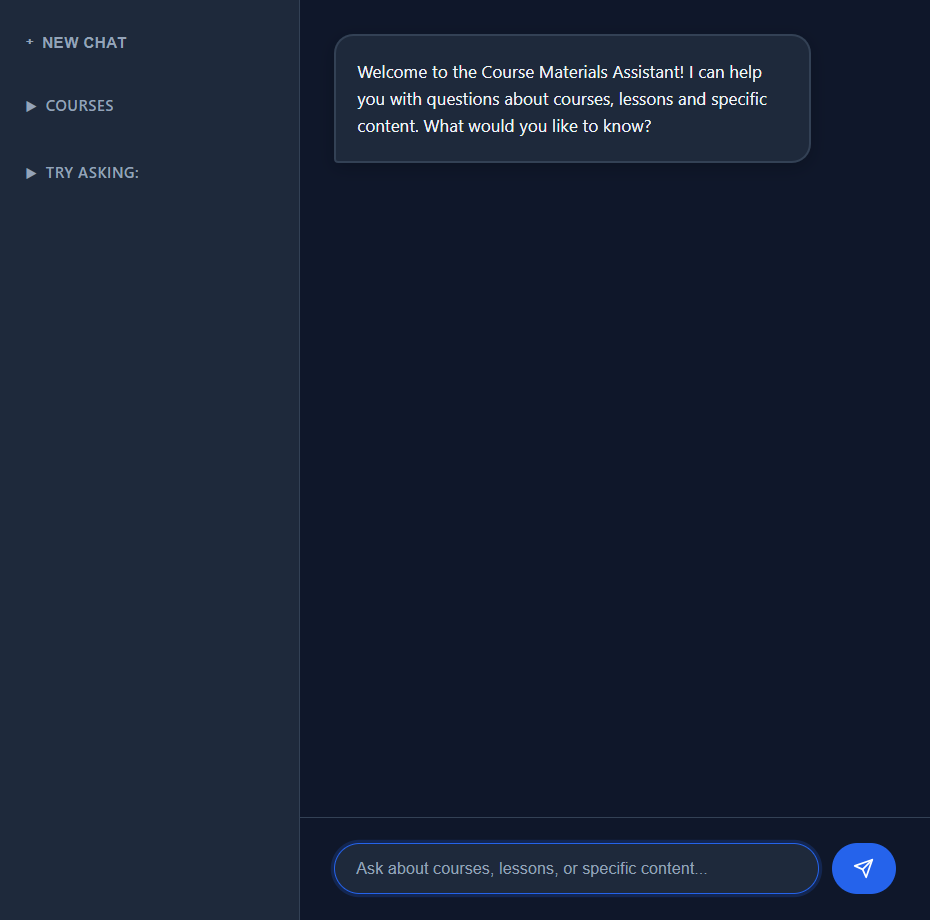 + NEW CHAT
▶ COURSES
▶ TRY ASKING:
Welcome to the Course Materials Assistant! I can help
you with questions about courses, lessons and specific
content. What would you like to know?
Ask about courses, lessons, or specific content...